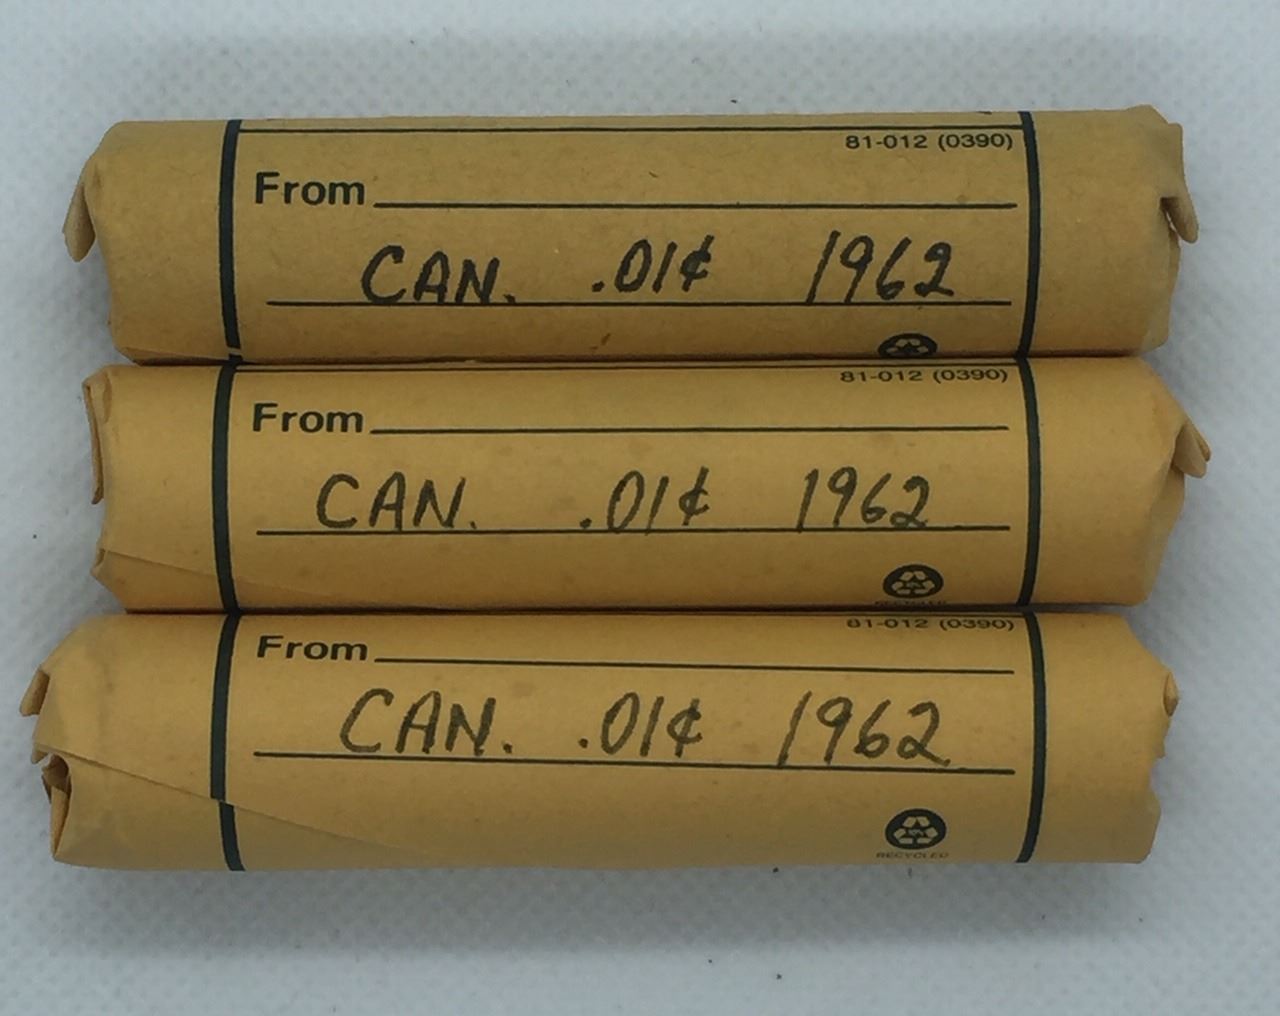 81-012 (0390)
From
CAN. .01¢ 1962
81-012 (0390)
From
CAN. .01¢ 1962
RECYCLED
81-012 (0390)
From
CAN. .01¢ 1962
RECYCLED